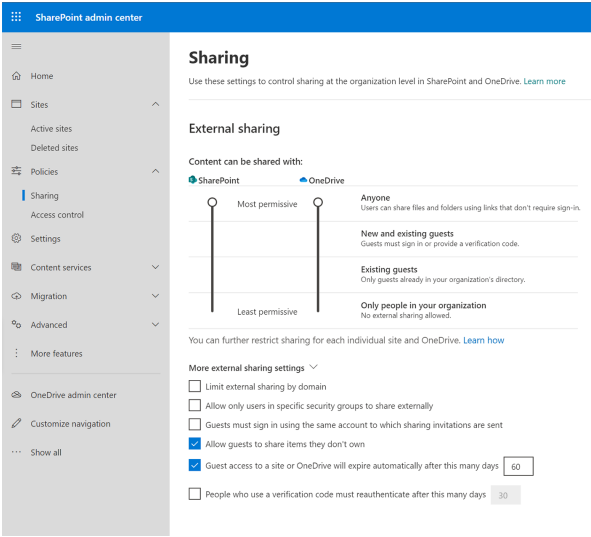 SharePoint admin center
Home
Sites
Active sites
Deleted sites
Policies
Sharing
Access control
Settings
Content services
Migration
Advanced
More features
OneDrive admin center
Customize navigation
Show all
Sharing
Use these settings to control sharing at the organization level in SharePoint and OneDrive. Learn more
External sharing
Content can be shared with:
SharePoint OneDrive
Most permissive
Anyone
Users can share files and folders using links that don't require sign-in.
New and existing guests
Guests must sign in or provide a verification code.
Existing guests
Only guests already in your organization's directory.
Least permissive
Only people in your organization
No external sharing allowed.
You can further restrict sharing for each individual site and OneDrive. Learn how
More external sharing settings
Limit external sharing by domain
Allow only users in specific security groups to share externally
Guests must sign in using the same account to which sharing invitations are sent
Allow guests to share items they don't own
Guest access to a site or OneDrive will expire automatically after this many days 60
People who use a verification code must reauthenticate after this many days 30